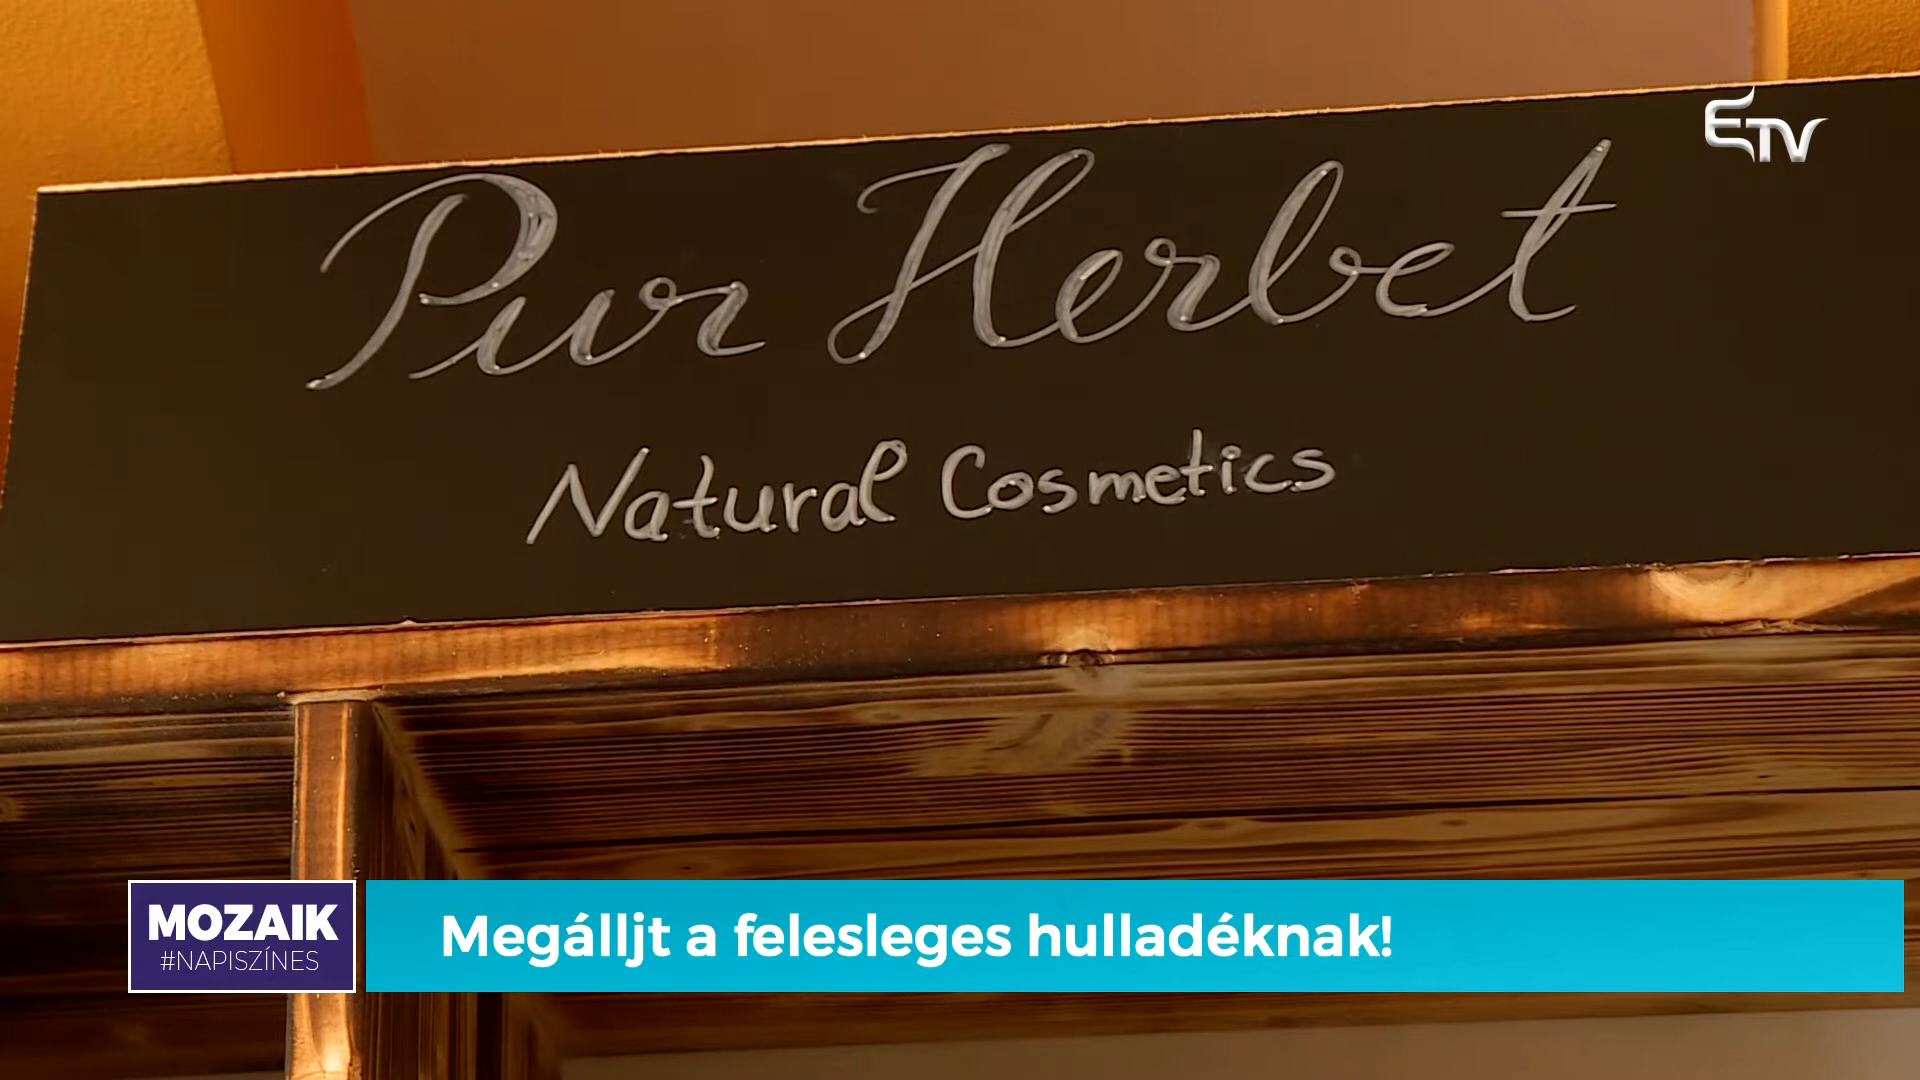 ETV
Pur Herbet
Natural Cosmetics
MOZAIK
#NAPISZÍNES
Megálljt a felesleges hulladéknak!